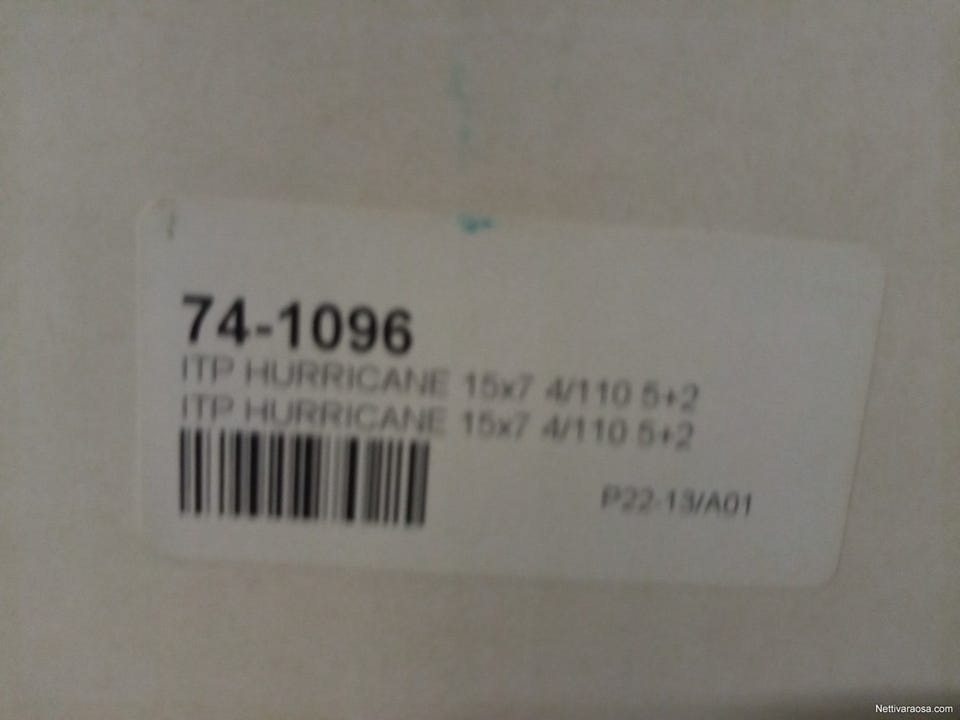 74-1096
ITP HURRICANE 15x7 4/110 5+2
ITP HURRICANE 15x7 4/110 5+2
P22-13/A01
Nettivaraosa.com